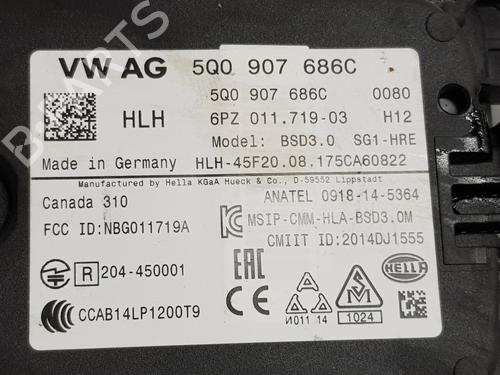 VW AG 5Q0 907 686C
5Q0 907 686C 0080
HLH 6PZ 011.719-03 H12
Model: BSD3.0 SG1-HRE
Made in Germany HLH-45F20.08.175CA60822
Manufactured by Hella KGaA Hueck & Co., D-59552 Lippstadt
Canada 310 ANATEL 0918-14-5364
FCC ID:NBG011719A MSIP-CMM-HLA-BSD3.0M
CMIIT ID:2014DJ1555
R 204-450001 EAC HELLA
CCAB14LP1200T9 CE И011 14 1024